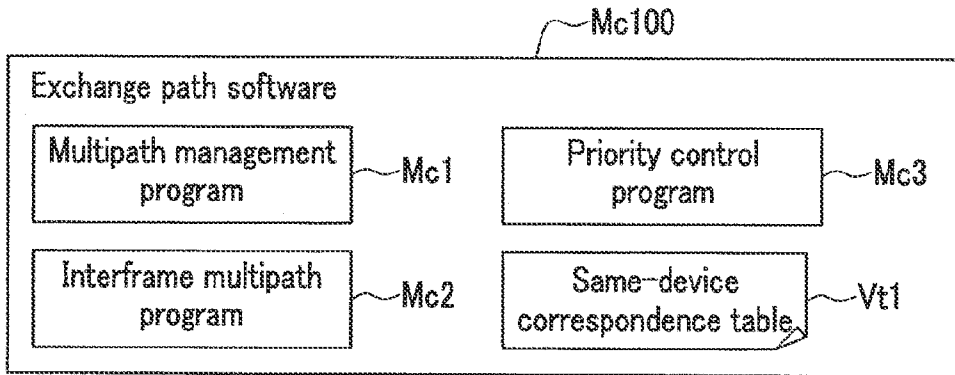 Mc100
Exchange path software
Multipath management
program
Mc1
Priority control
program
Mc3
Interframe multipath
program
Mc2
Same-device
correspondence table
Vt1